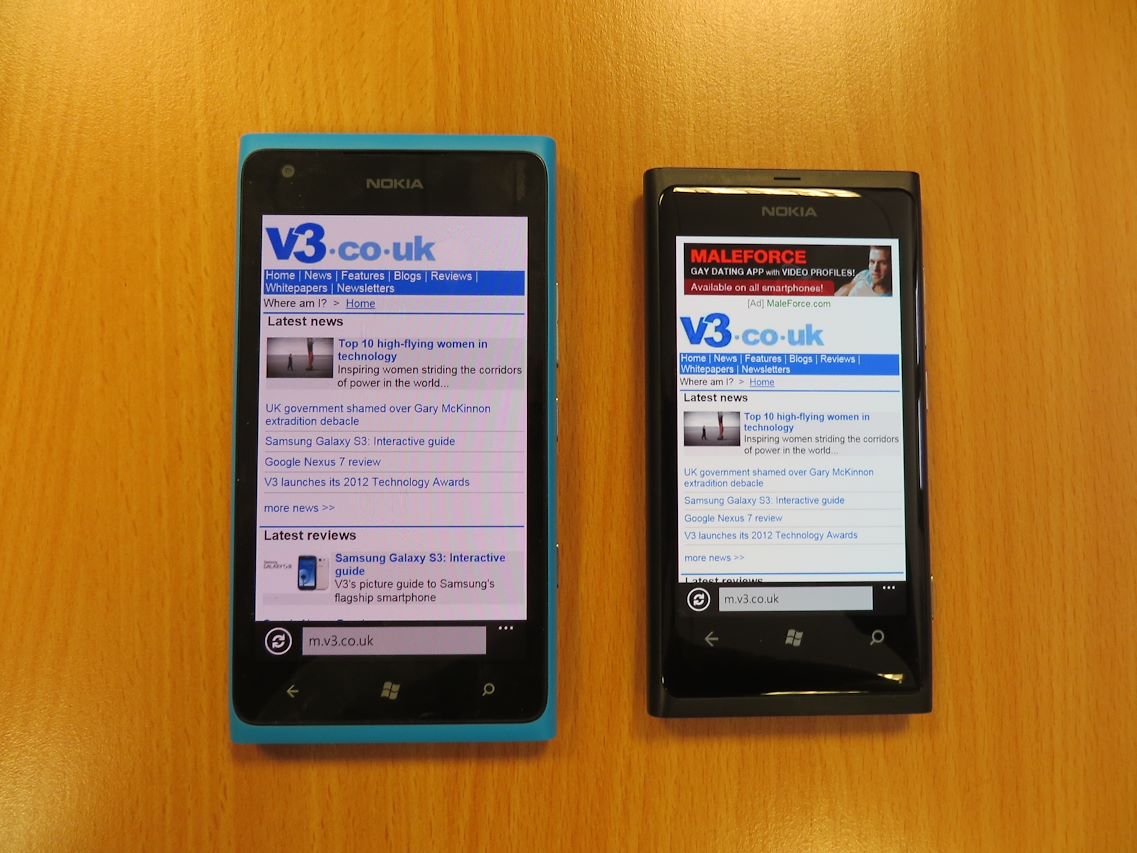 NOKIA
V3.co.uk
Home | News | Features | Blogs | Reviews |
Whitepapers | Newsletters
Where am I? > Home
Latest news
Top 10 high-flying women in
technology
Inspiring women striding the corridors
of power in the world...
UK government shamed over Gary McKinnon
extradition debacle
Samsung Galaxy S3: Interactive guide
Google Nexus 7 review
V3 launches its 2012 Technology Awards
more news >>
Latest reviews
Samsung Galaxy S3: Interactive
guide
V3's picture guide to Samsung's
flagship smartphone
m.v3.co.uk
NOKIA
MALEFORCE
GAY DATING APP with VIDEO PROFILES!
Available on all smartphones!
[Ad] MaleForce.com
V3.co.uk
Home | News | Features | Blogs | Reviews |
Whitepapers | Newsletters
Where am I? > Home
Latest news
Top 10 high-flying women in
technology
Inspiring women striding the corridors
of power in the world...
UK government shamed over Gary McKinnon
extradition debacle
Samsung Galaxy S3: Interactive guide
Google Nexus 7 review
V3 launches its 2012 Technology Awards
more news >>
Latest reviews
m.v3.co.uk